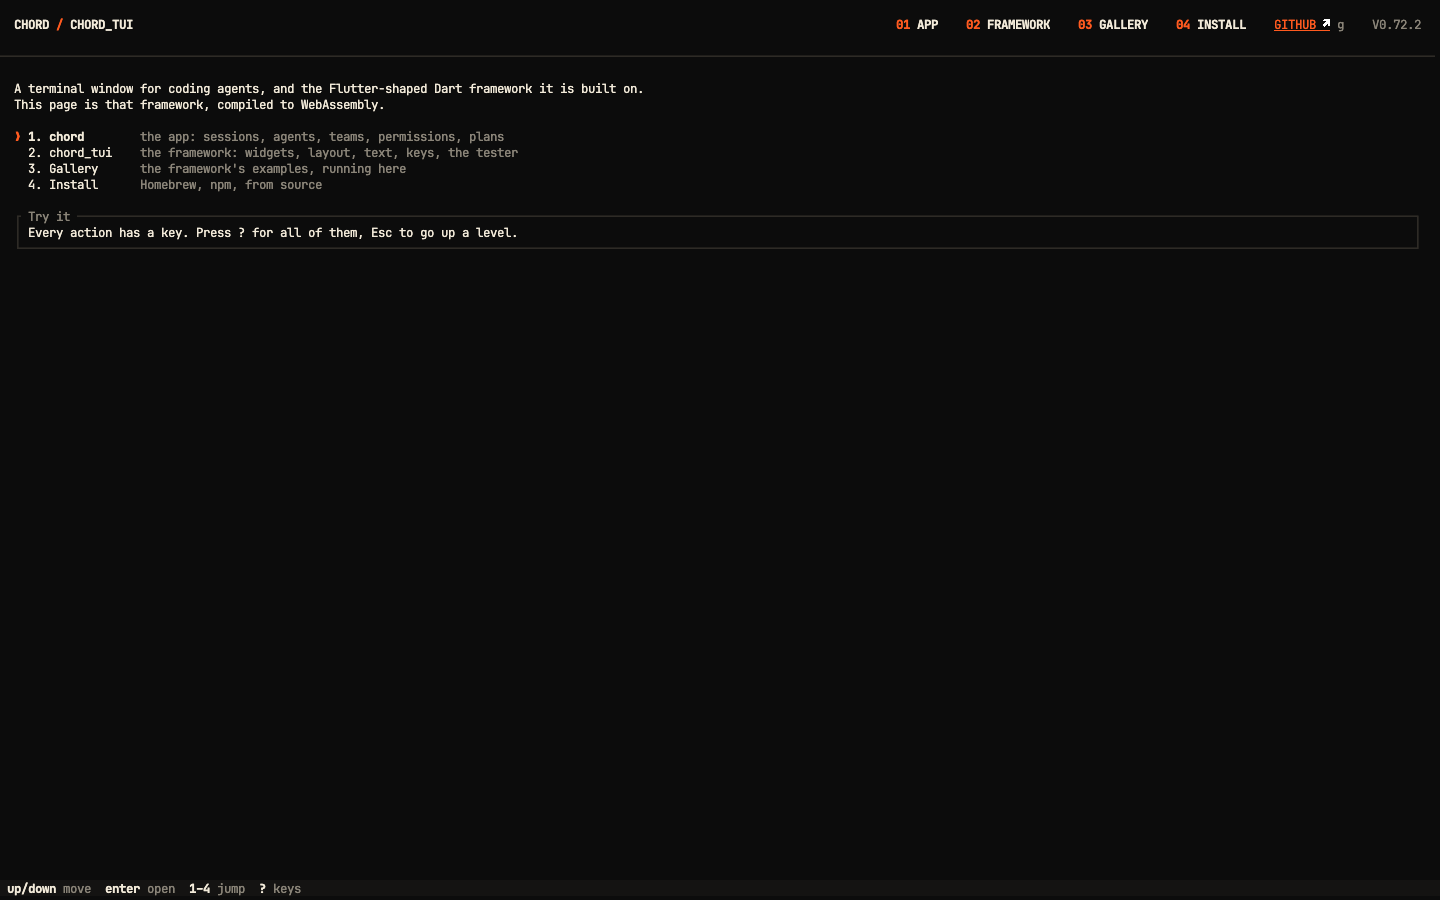 CHORD / CHORD_TUI
01 APP 02 FRAMEWORK 03 GALLERY 04 INSTALL GITHUB ↗ g V0.72.2
A terminal window for coding agents, and the Flutter-shaped Dart framework it is built on.
This page is that framework, compiled to WebAssembly.
❯ 1. chord the app: sessions, agents, teams, permissions, plans
2. chord_tui the framework: widgets, layout, text, keys, the tester
3. Gallery the framework's examples, running here
4. Install Homebrew, npm, from source
Try it
Every action has a key. Press ? for all of them, Esc to go up a level.
up/down move enter open 1-4 jump ? keys